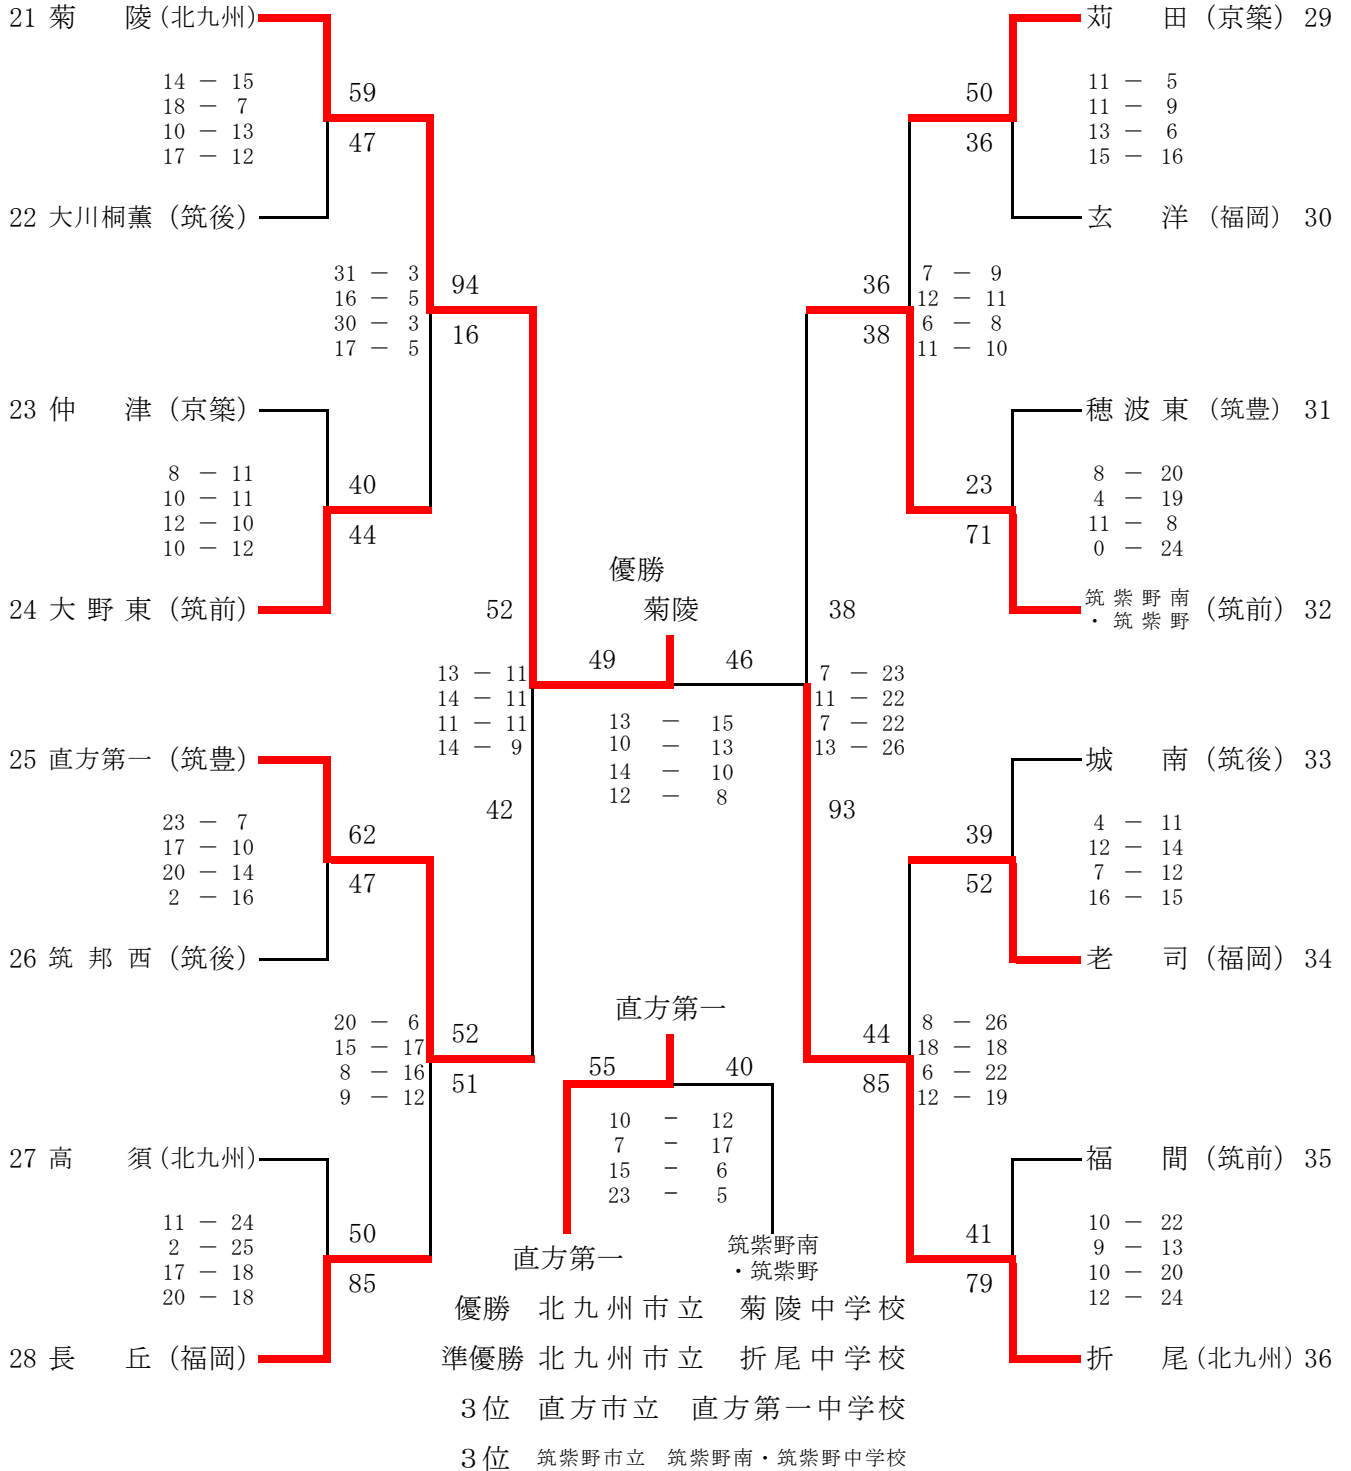 21 菊 陵 (北九州)
14 － 15
18 － 7
10 － 13
17 － 12
59
47
22 大川桐薫 (筑後)
31 － 3
16 － 5
30 － 3
17 － 5
94
16
23 仲 津 (京築)
8 － 11
10 － 11
12 － 10
10 － 12
40
44
24 大野東 (筑前)
52
13 － 11
14 － 11
11 － 11
14 － 9
42
25 直方第一 (筑豊)
23 － 7
17 － 10
20 － 14
2 － 16
62
47
26 筑邦西 (筑後)
20 － 6
15 － 17
8 － 16
9 － 12
52
51
27 高 須 (北九州)
11 － 24
2 － 25
17 － 18
20 － 18
50
85
28 長 丘 (福岡)
優勝
菊陵
49 46
13 － 15
10 － 13
14 － 10
12 － 8
苅 田 (京築) 29
50
36
11 － 5
11 － 9
13 － 6
15 － 16
玄 洋 (福岡) 30
36
38
7 － 9
12 － 11
6 － 8
11 － 10
穂波東 (筑豊) 31
23
71
8 － 20
4 － 19
11 － 8
0 － 24
筑紫野南
・筑紫野 (筑前) 32
38
7 － 23
11 － 22
7 － 22
13 － 26
93
城 南 (筑後) 33
39
52
4 － 11
12 － 14
7 － 12
16 － 15
老 司 (福岡) 34
44
85
8 － 26
18 － 18
6 － 22
12 － 19
福 間 (筑前) 35
41
79
10 － 22
9 － 13
10 － 20
12 － 24
折 尾 (北九州) 36
直方第一
55 40
10 － 12
7 － 17
15 － 6
23 － 5
直方第一
筑紫野南
・筑紫野
優勝 北九州市立 菊陵中学校
準優勝 北九州市立 折尾中学校
３位 直方市立 直方第一中学校
３位 筑紫野市立 筑紫野南・筑紫野中学校